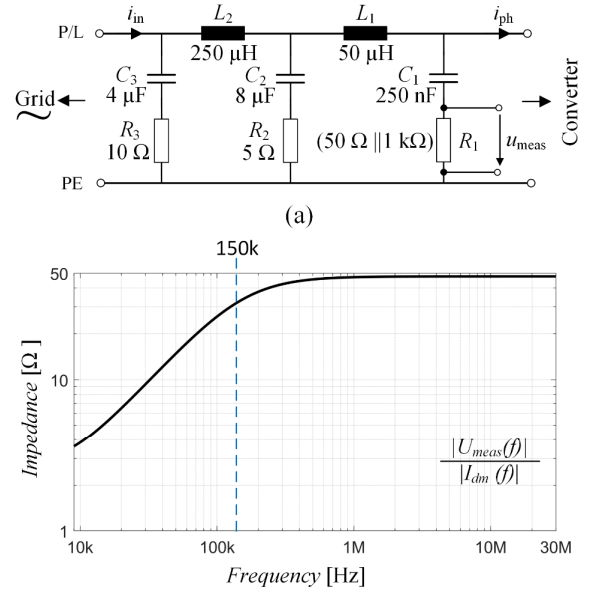 P/L
i_in
L_2
250 μH
L_1
50 μH
i_ph
C_3
4 μF
C_2
8 μF
C_1
250 nF
Grid
~
R_3
10 Ω
R_2
5 Ω
(50 Ω || 1 kΩ)
R_1
u_meas
Converter
PE
(a)
150k
50
10
1
Impedance [Ω]
|U_meas(f)|
|I_dm (f)|
10k 100k 1M 10M 30M
Frequency [Hz]